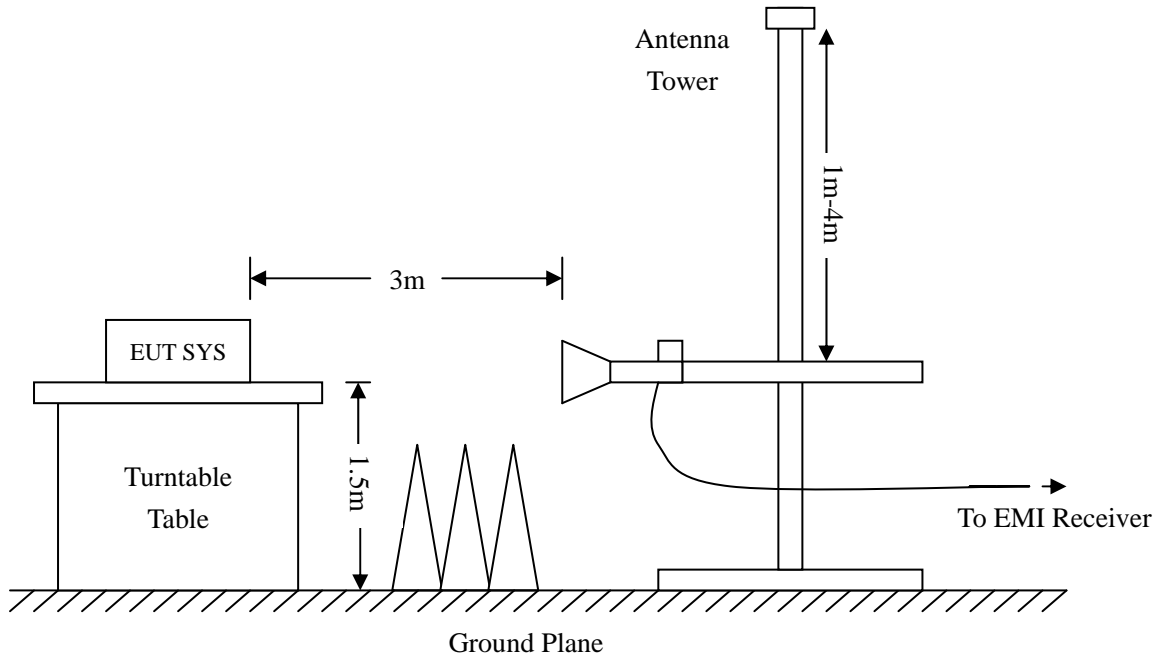 Antenna
Tower
1m-4m
3m
EUT SYS
1.5m
Turntable
Table
To EMI Receiver
Ground Plane